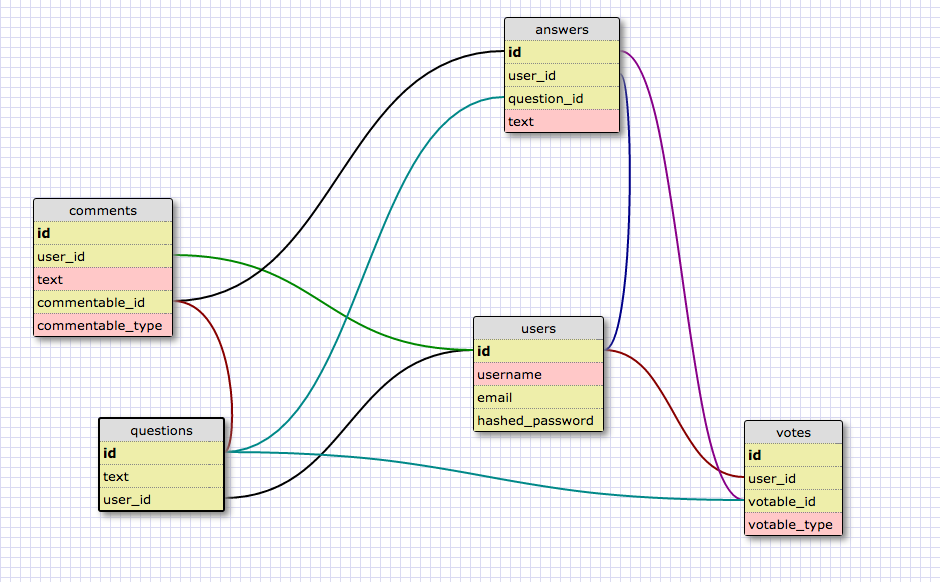 answers
id
user_id
question_id
text
comments
id
user_id
text
commentable_id
commentable_type
users
id
username
email
hashed_password
questions
id
text
user_id
votes
id
user_id
votable_id
votable_type